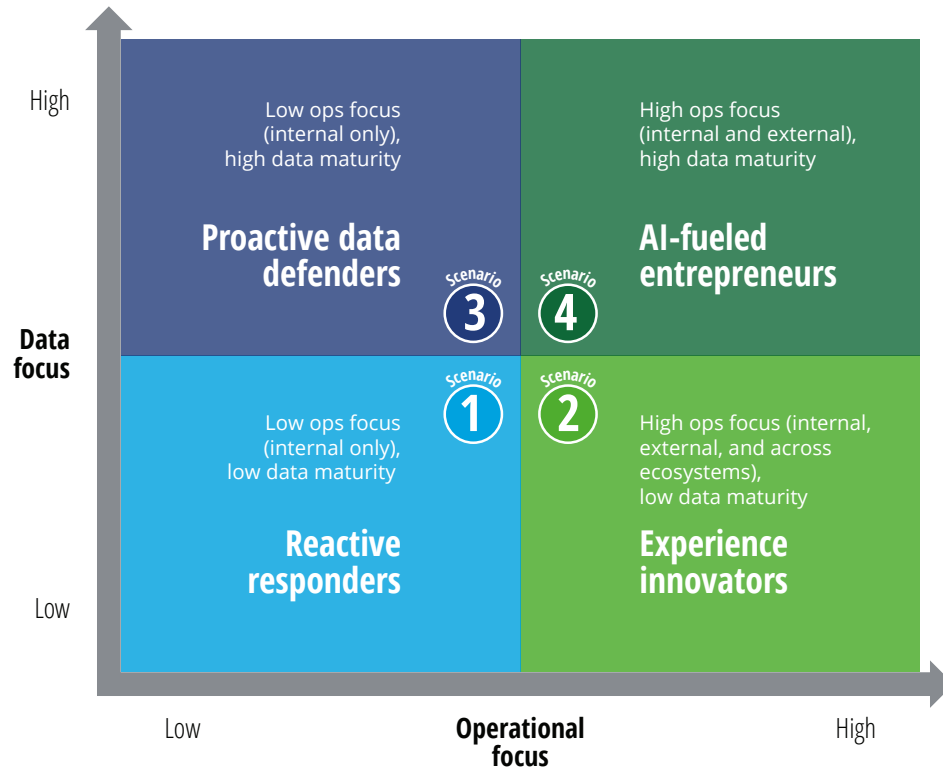 High
Low ops focus
(internal only),
high data maturity
Proactive data
defenders
Scenario
3
High ops focus
(internal and external),
high data maturity
AI-fueled
entrepreneurs
Scenario
4
Data
focus
Scenario
1
Low ops focus
(internal only),
low data maturity
Reactive
responders
Scenario
2
High ops focus (internal,
external, and across
ecosystems),
low data maturity
Experience
innovators
Low
Low
Operational
focus
High